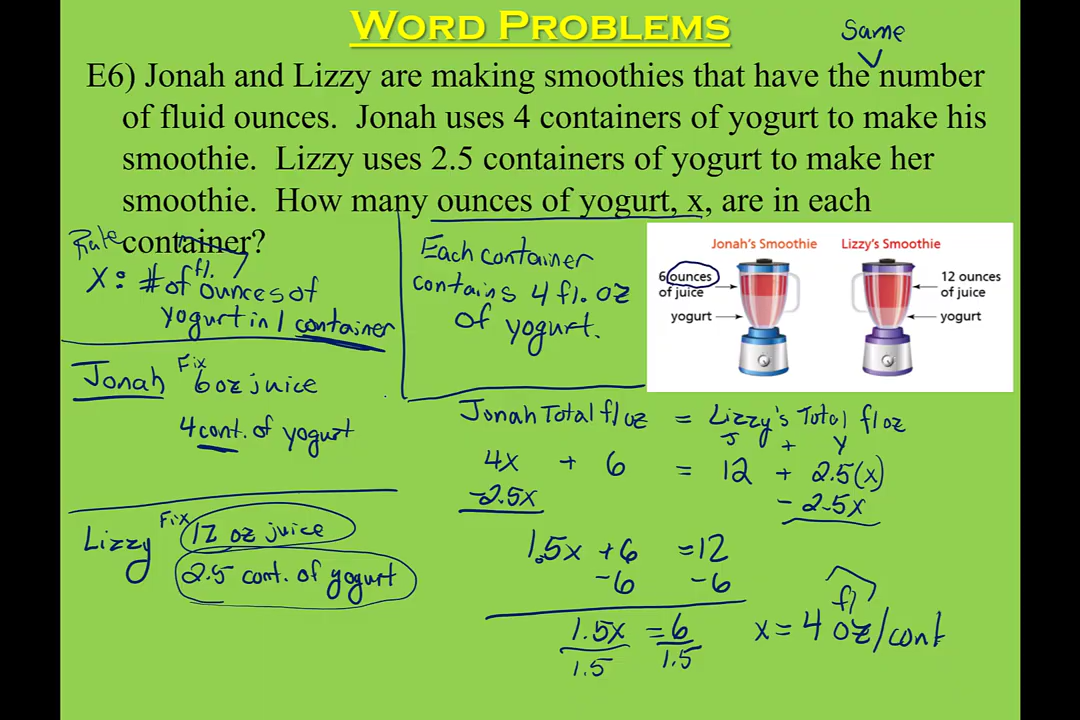 WORD PROBLEMS
Same
E6) Jonah and Lizzy are making smoothies that have the number
of fluid ounces. Jonah uses 4 containers of yogurt to make his
smoothie. Lizzy uses 2.5 containers of yogurt to make her
smoothie. How many ounces of yogurt, x, are in each
container?
Rate
x: # of fl. ounces of
yogurt in 1 container
Each container
contains 4 fl. oz
of yogurt.
Jonah's Smoothie
6 ounces
of juice
yogurt
Lizzy's Smoothie
12 ounces
of juice
yogurt
Jonah Fix 6 oz juice
4 cont. of yogurt
Lizzy Fix 12 oz juice
2.5 cont. of yogurt
Jonah Total fl oz = Lizzy's Total fl oz
J + Y
4x + 6 = 12 + 2.5(x)
-2.5x - 2.5x
1.5x + 6 = 12
-6 -6
1.5x = 6
1.5 1.5
x = 4 fl oz/cont